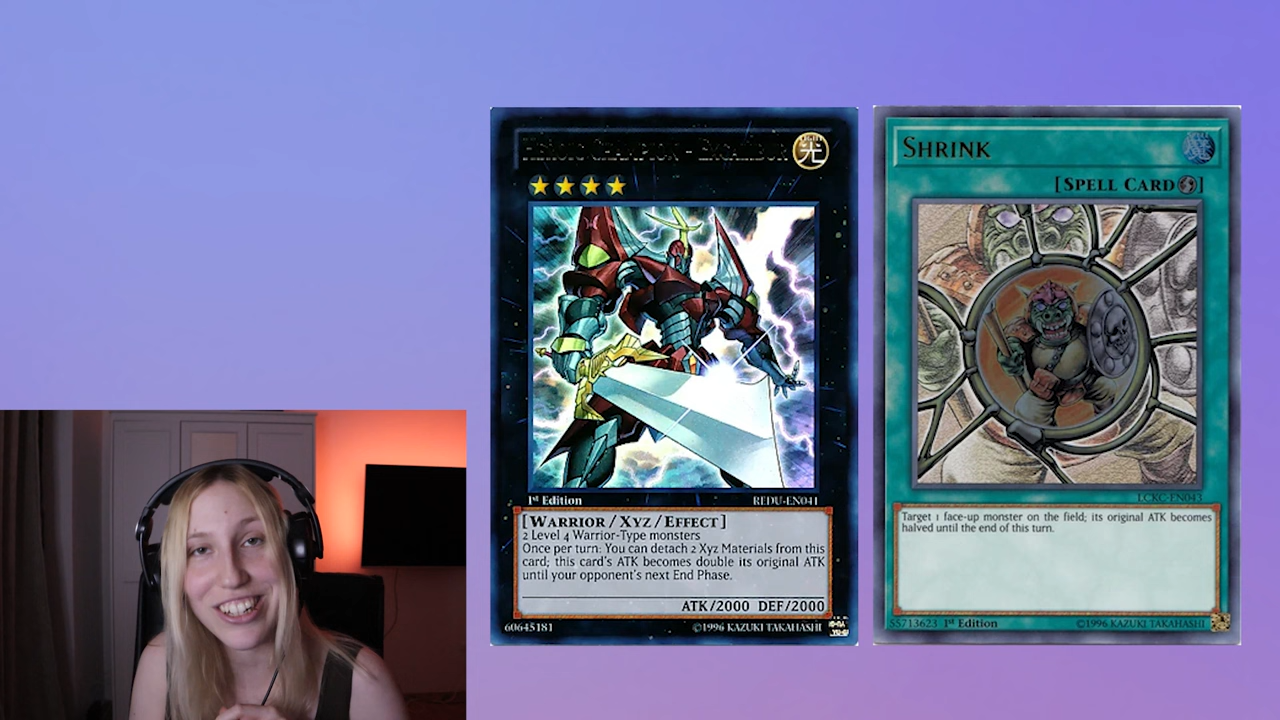 HEROIC CHAMPION - EXCALIBUR
光
1st Edition
REDU-EN041
[WARRIOR / XYZ / EFFECT]
2 Level 4 Warrior-Type monsters
Once per turn: You can detach 2 Xyz Materials from this
card; this card's ATK becomes double its original ATK
until your opponent's next End Phase.
ATK/2000 DEF/2000
60645181
©1996 KAZUKI TAKAHASHI
SHRINK
魔
[SPELL CARD]
LCKC-EN043
Target 1 face-up monster on the field; its original ATK becomes
halved until the end of this turn.
55713623 1st Edition
©1996 KAZUKI TAKAHASHI